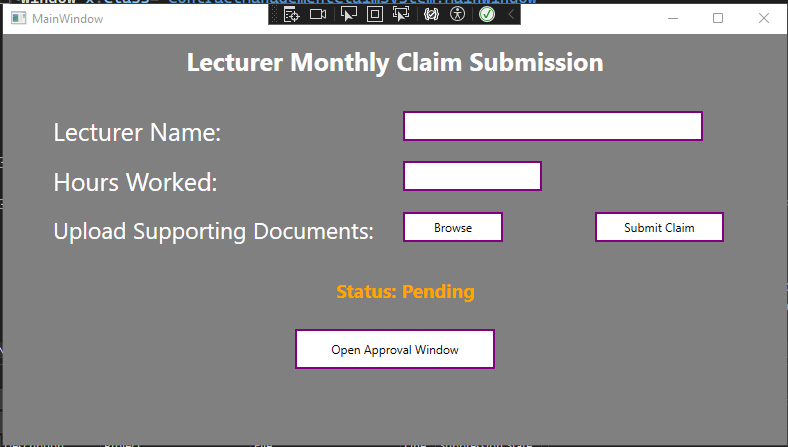 MainWindow
Lecturer Monthly Claim Submission
Lecturer Name:
Hours Worked:
Upload Supporting Documents:
Browse
Submit Claim
Status: Pending
Open Approval Window